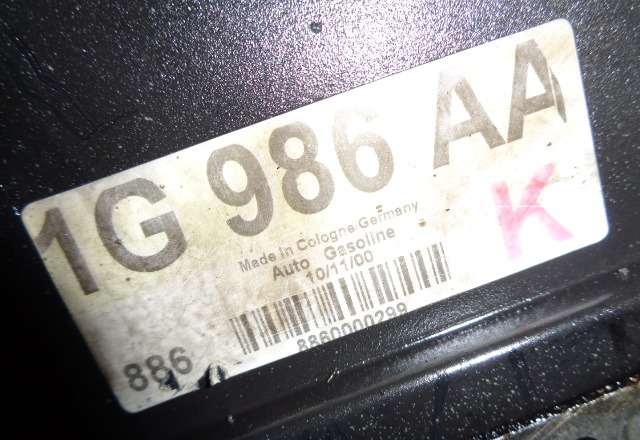 1G 986 AA
Made In Cologne/Germany
Auto Gasoline
10/11/00
K
886
8860000299